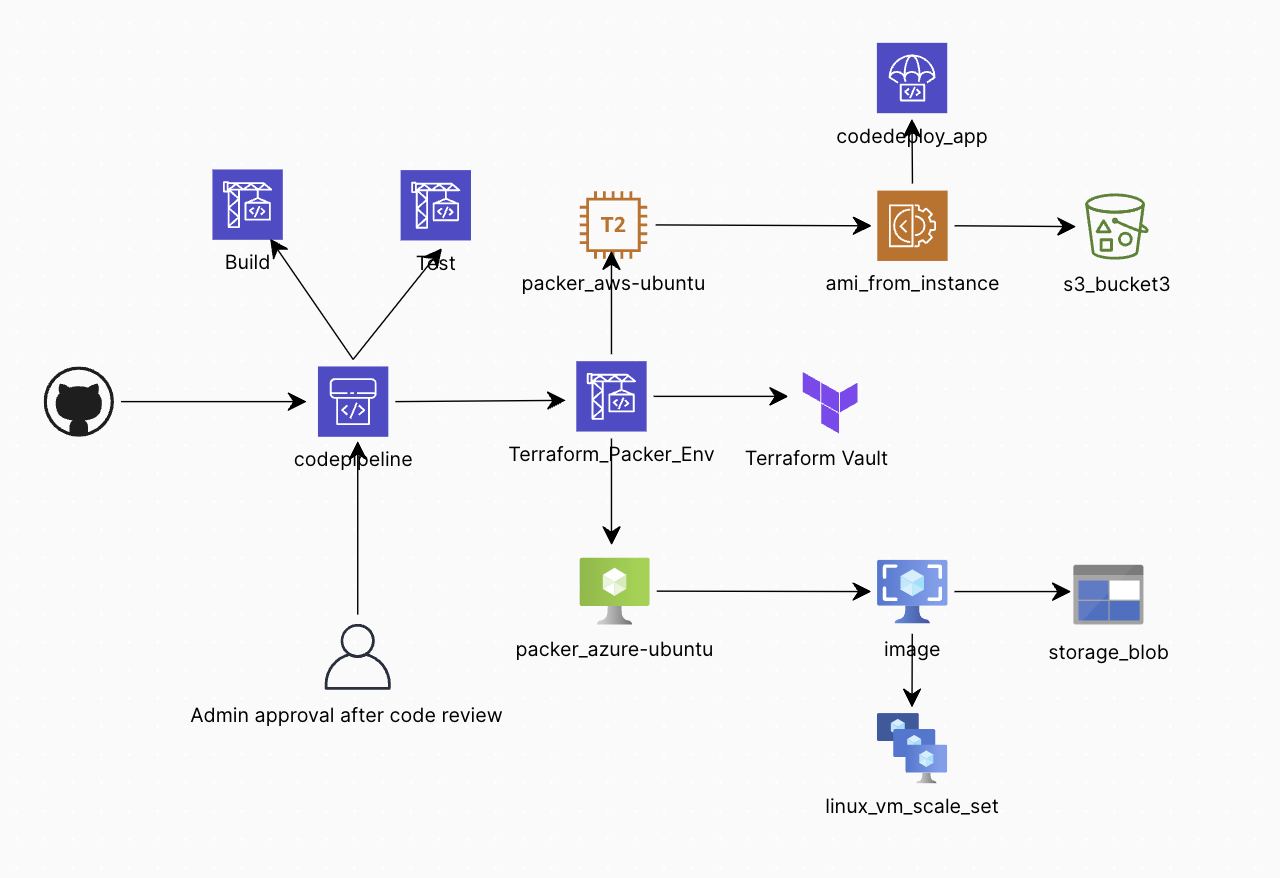 codedeploy_app
Build
Test
T2
packer_aws-ubuntu
ami_from_instance
s3_bucket3
codepipeline
Terraform_Packer_Env
Terraform Vault
packer_azure-ubuntu
image
storage_blob
Admin approval after code review
linux_vm_scale_set